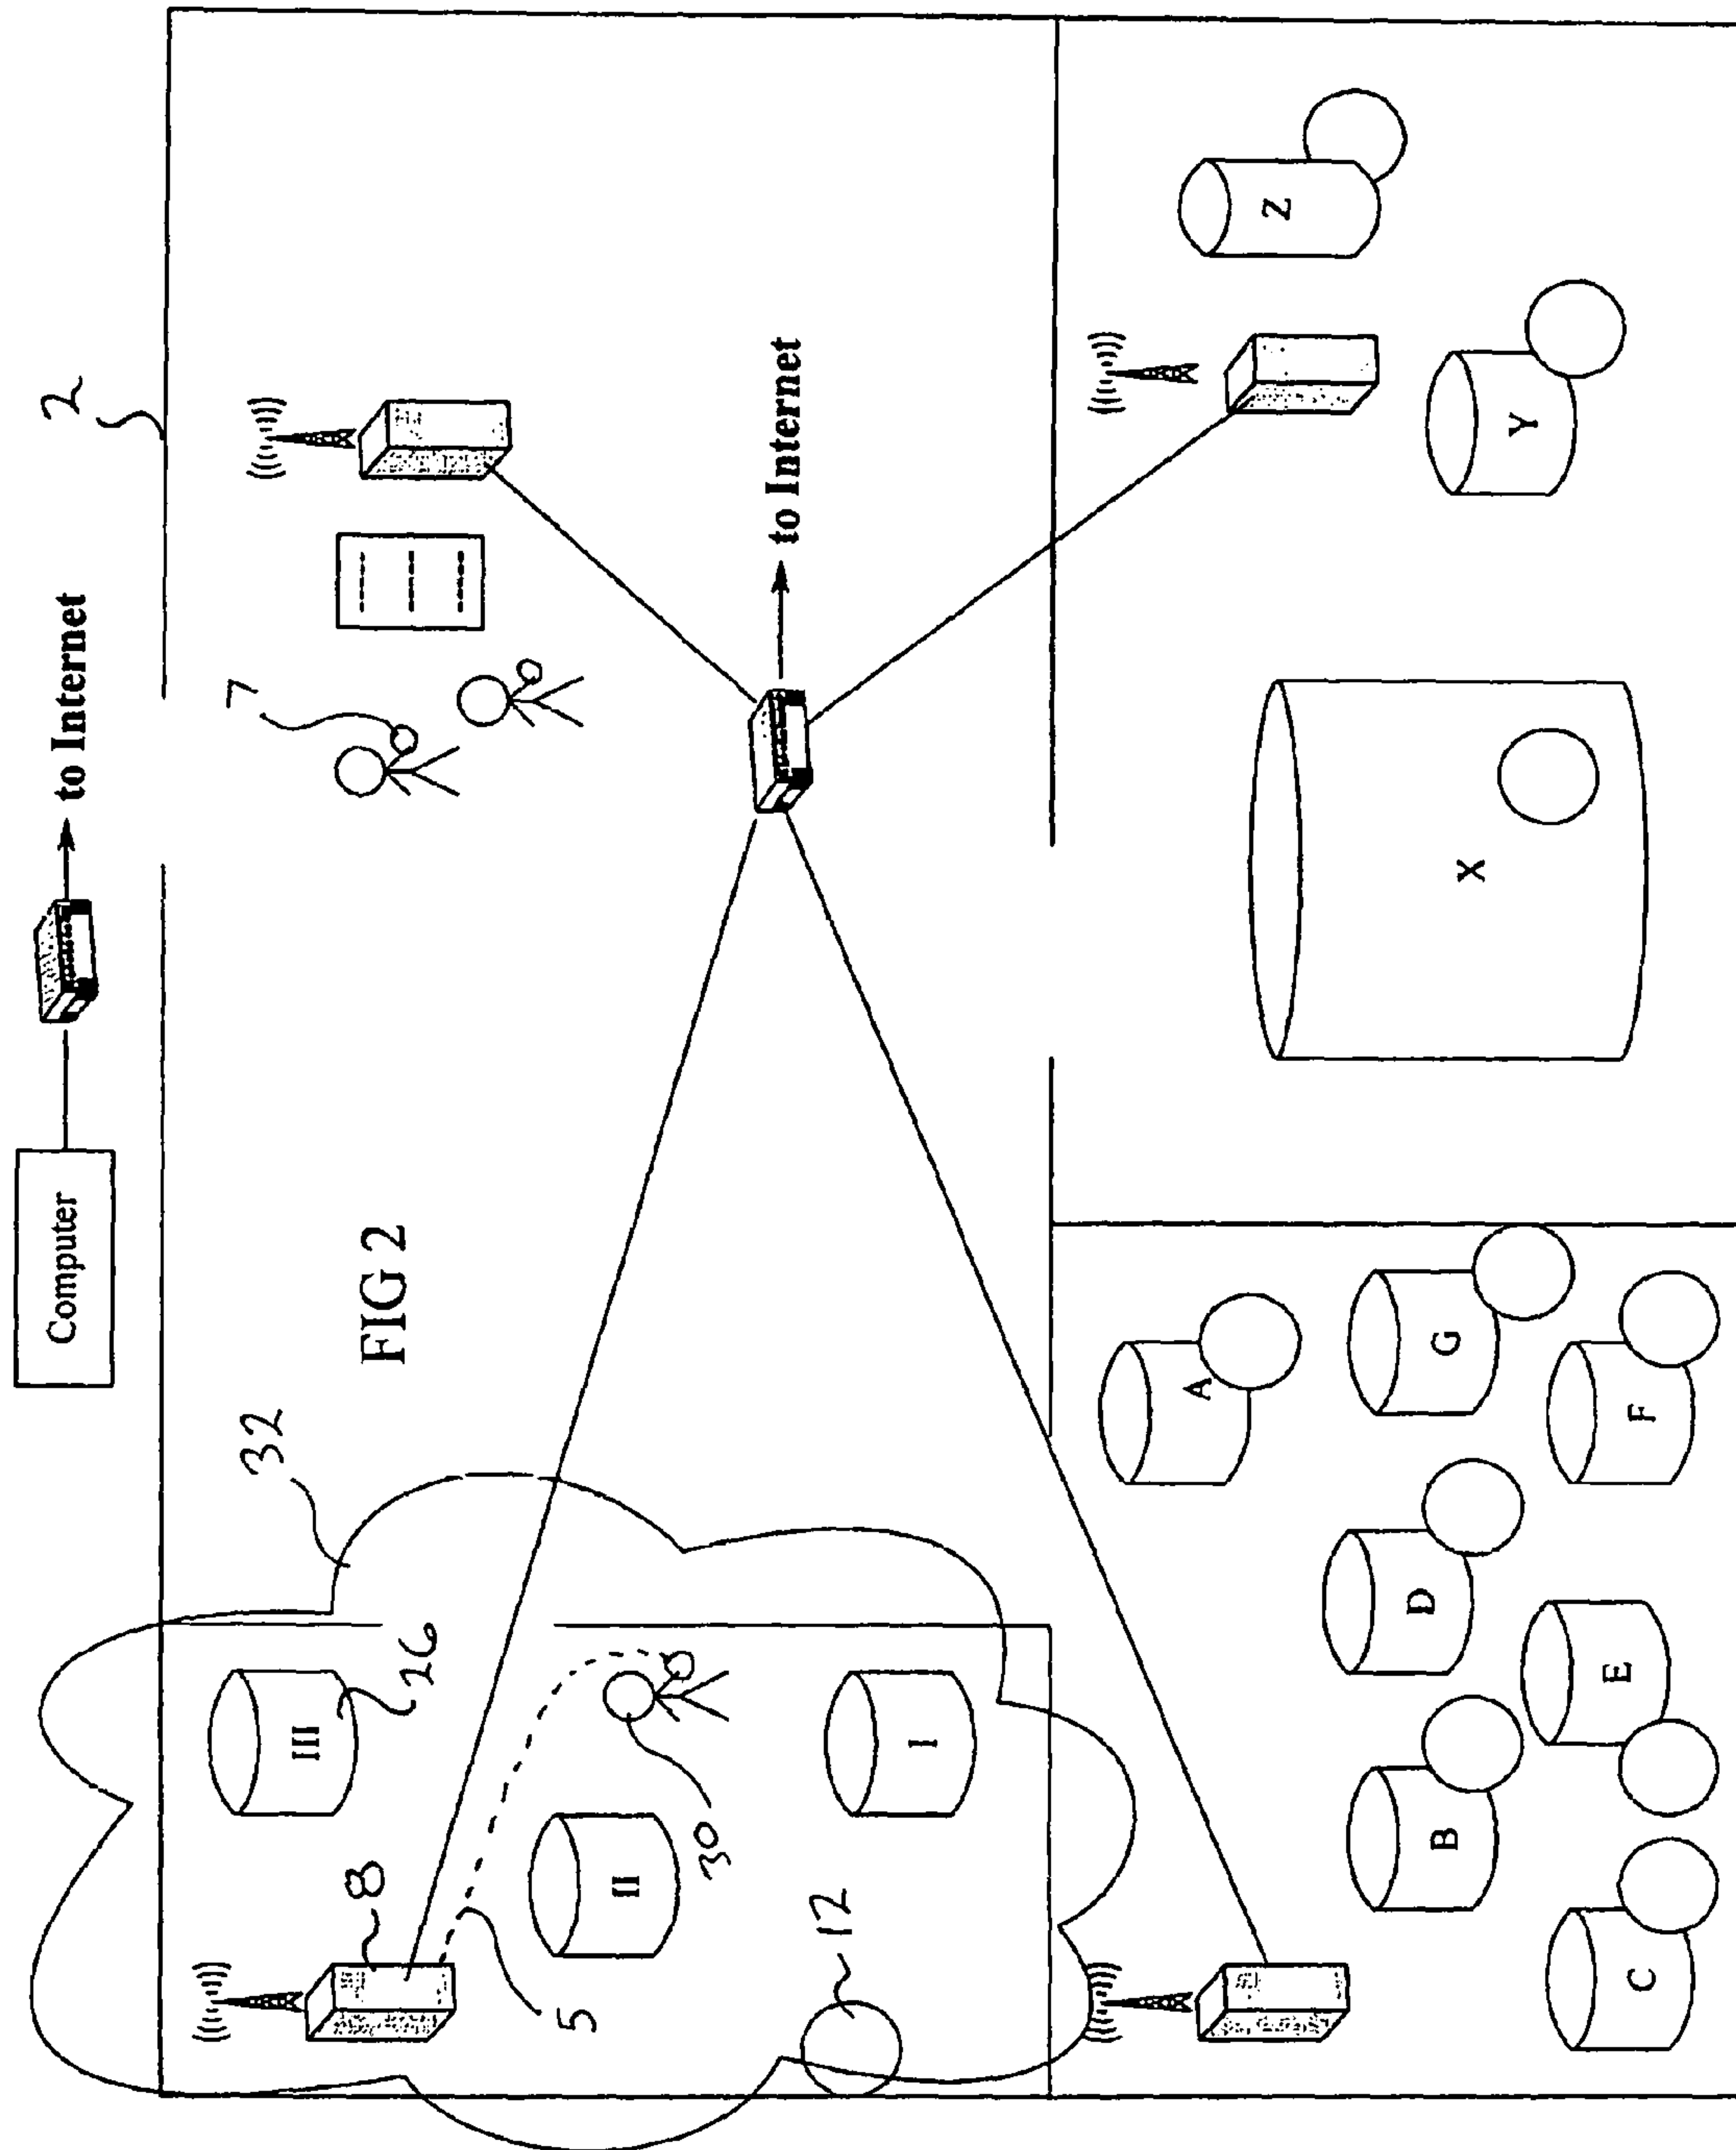 Computer
to Internet
2
FIG 2
32
7
to Internet
III
26
8
II
30
I
5
12
A
G
D
F
B
E
C
X
Z
Y